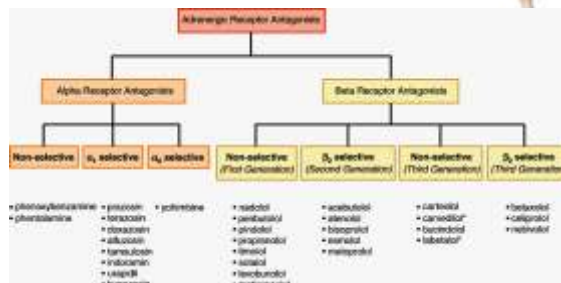 Adrenergic Receptor Antagonists
Alpha Receptor Antagonists
Beta Receptor Antagonists
Non-selective
α₁ selective
α₂ selective
Non-selective
(First Generation)
selective
(Second Generation)
Non-selective
(Third Generation)
selective
(Third Generation
• phenoxybenzamine
• phentolamine
• prazosin
• terazosin
• doxazosin
• alfuzosin
• tamsulosin
• indoramin
• urapidil
• yohimbine
• nadolol
• penbutolol
• pindolol
• propranolol
• timolol
• sotalol
• levobunolol
• acebutolol
• atenolol
• bisoprolol
• esmolol
• metoprolol
• carteolol
• carvedilol*
• bucindolol
• labetalol*
• betaxolol
• celiprolol
• nebivolol